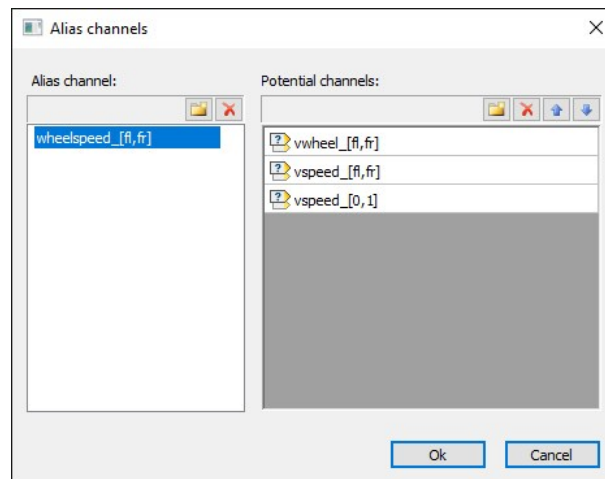 Alias channels
Alias channel:
Potential channels:
wheelspeed_[fl,fr]
vwheel_[fl,fr]
vspeed_[fl,fr]
vspeed_[0,1]
Ok
Cancel